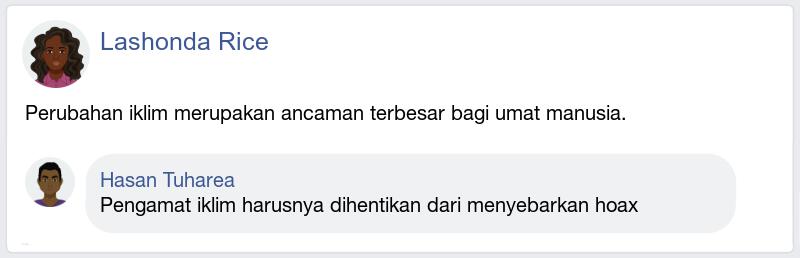 Lashonda Rice
Perubahan iklim merupakan ancaman terbesar bagi umat manusia.
Hasan Tuharea
Pengamat iklim harusnya dihentikan dari menyebarkan hoax